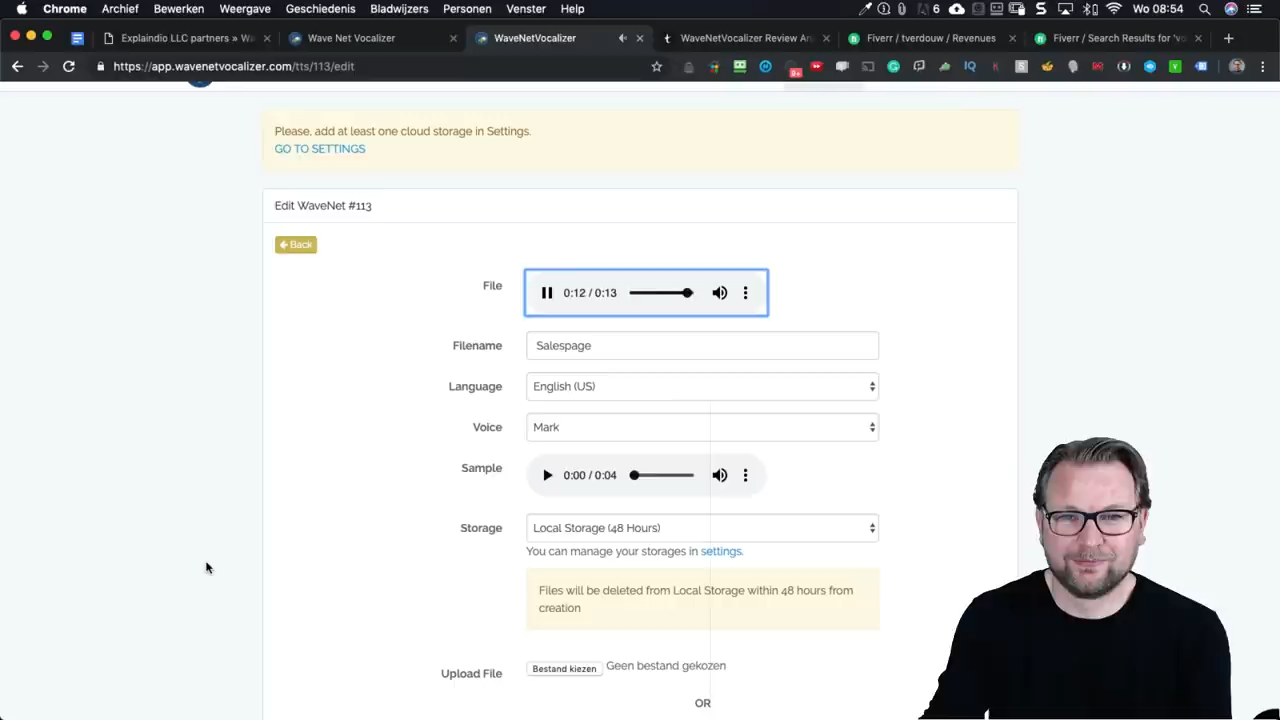 Chrome Archief Bewerken Weergave Geschiedenis Bladwijzers Personen Venster Help 6 Wo 08:54
Explaindio LLC partners » Wa
Wave Net Vocalizer
WaveNetVocalizer
WaveNetVocalizer Review An
Fiverr / tverdouw / Revenues
Fiverr / Search Results for 'vo
https://app.wavenetvocalizer.com/tts/113/edit
Please, add at least one cloud storage in Settings.
GO TO SETTINGS
Edit WaveNet #113
Back
File 0:12 / 0:13
Filename Salespage
Language English (US)
Voice Mark
Sample 0:00 / 0:04
Storage Local Storage (48 Hours)
You can manage your storages in settings.
Files will be deleted from Local Storage within 48 hours from
creation
Upload File Bestand kiezen Geen bestand gekozen
OR